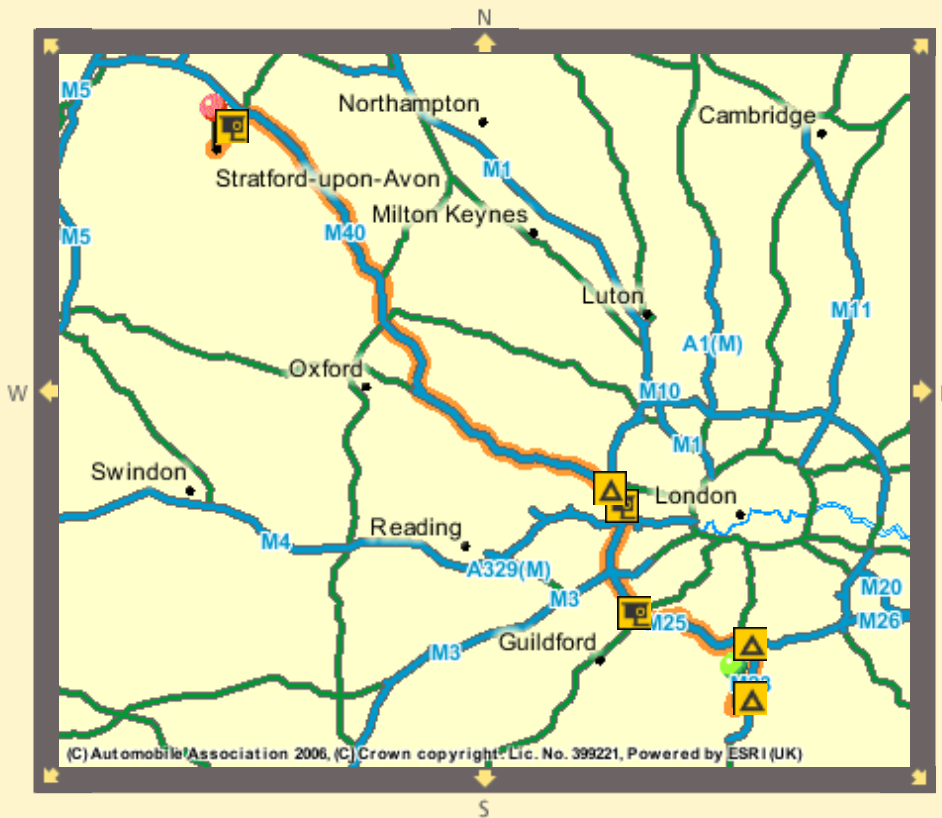 N
M5
Northampton
Cambridge
M1
Stratford-upon-Avon
Milton Keynes
M5
M40
Luton
M11
A1(M)
Oxford
W
M10
M1
Swindon
London
Reading
M4
A329(M)
M20
M3
M25
M26
Guildford
M3
(C) Automobile Association 2006, (C) Crown copyright. Lic. No. 399221, Powered by ESRI (UK)
S